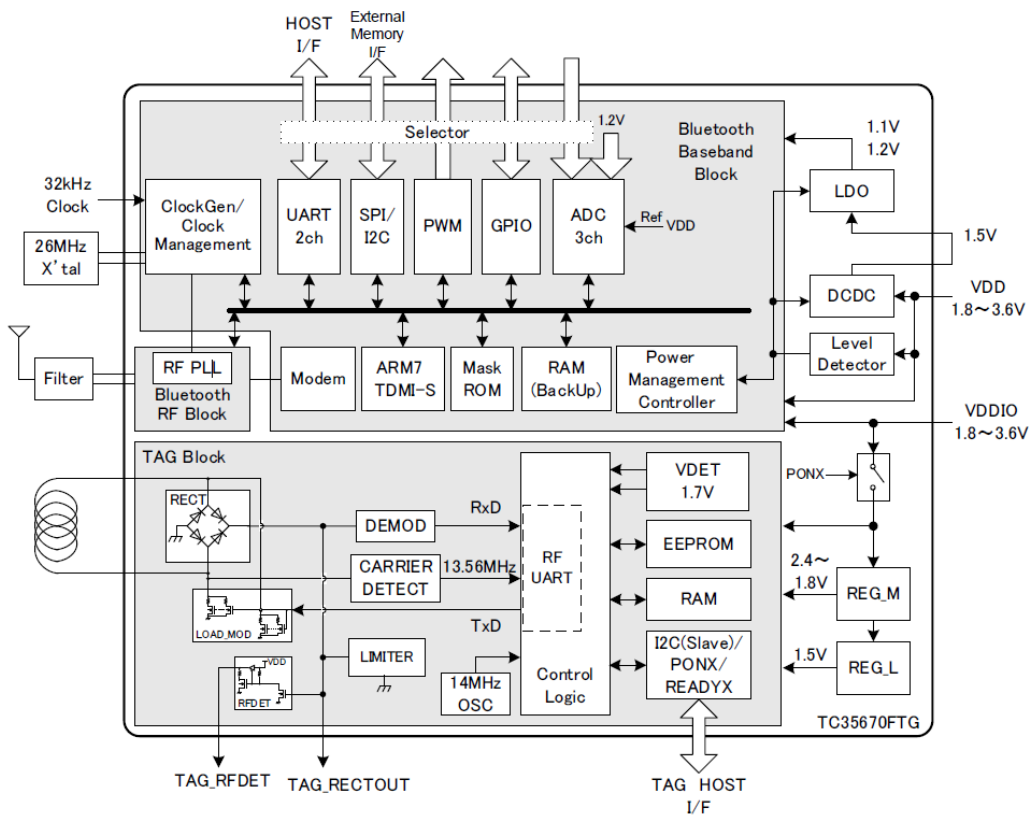 HOST
I/F
External
Memory
I/F
Selector
1.2V
Bluetooth
Baseband
Block
1.1V
1.2V
LDO
32kHz
Clock
ClockGen/
Clock
Management
UART
2ch
SPI/
I2C
PWM
GPIO
ADC
3ch
Ref
VDD
1.5V
26MHz
X'tal
DCDC
VDD
1.8～3.6V
Level
Detector
Filter
RF PLL
Bluetooth
RF Block
Modem
ARM7
TDMI-S
Mask
ROM
RAM
(BackUp)
Power
Management
Controller
VDDIO
1.8～3.6V
TAG Block
PONX
RECT
DEMOD
RxD
VDET
1.7V
CARRIER
DETECT
13.56MHz
RF
UART
EEPROM
2.4～
1.8V
REG_M
RAM
LOAD_MOD
TxD
LIMITER
I2C(Slave)/
PONX/
READYX
1.5V
REG_L
VDD
RFDET
14MHz
OSC
Control
Logic
TC35670FTG
TAG_RFDET
TAG_RECTOUT
TAG HOST
I/F